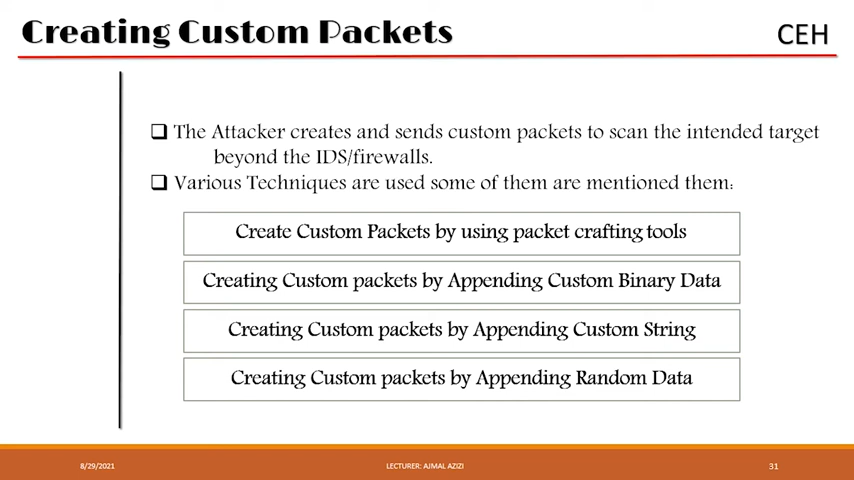 Creating Custom Packets
CEH
❑ The Attacker creates and sends custom packets to scan the intended target
beyond the IDS/firewalls.
❑ Various Techniques are used some of them are mentioned them:
Create Custom Packets by using packet crafting tools
Creating Custom packets by Appending Custom Binary Data
Creating Custom packets by Appending Custom String
Creating Custom packets by Appending Random Data
8/29/2021
LECTURER: AJMAL AZIZI
31